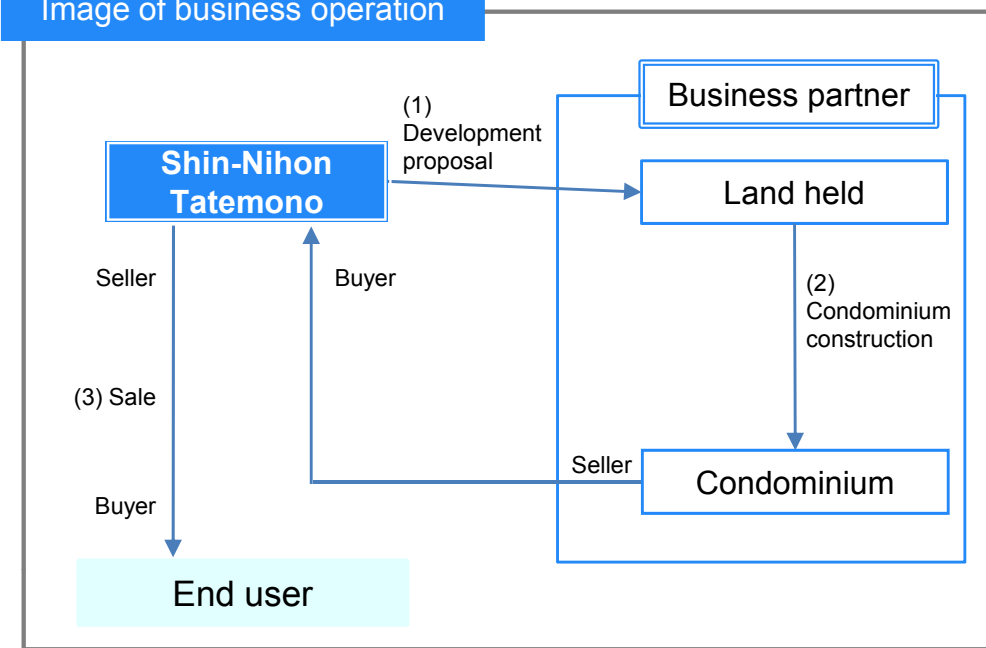 Image of business operation
Business partner
(1)
Development
proposal
Shin-Nihon
Tatemono
Land held
Seller
Buyer
(2)
Condominium
construction
(3) Sale
Seller
Condominium
Buyer
End user